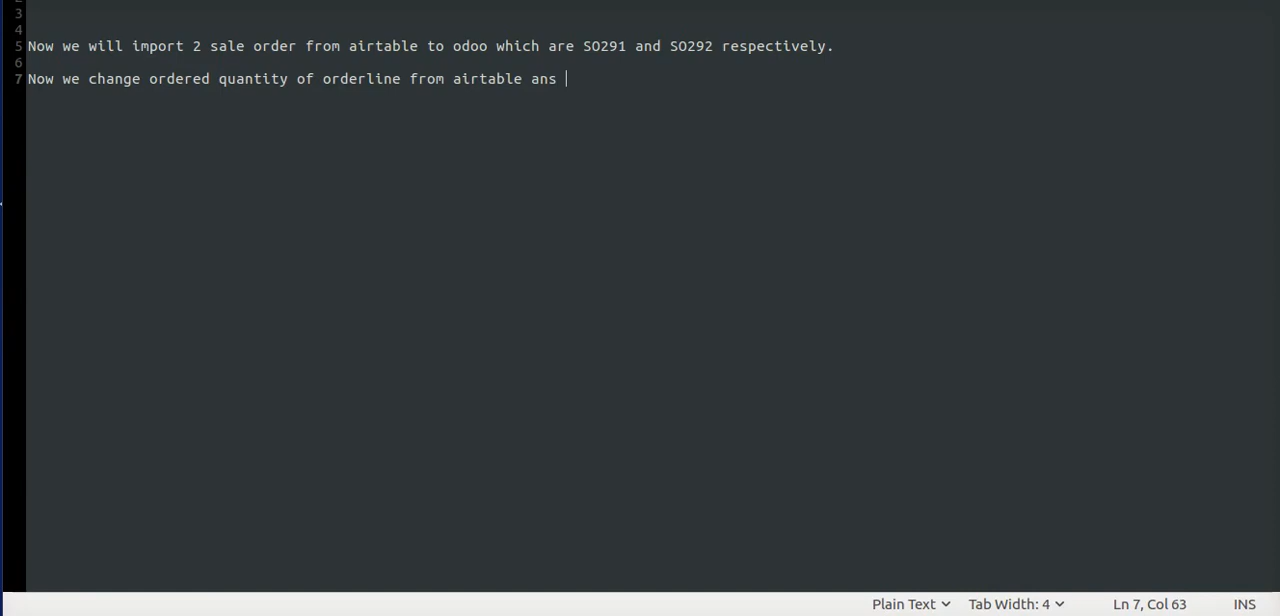 3
4
5 Now we will import 2 sale order from airtable to odoo which are SO291 and SO292 respectively.
6
7 Now we change ordered quantity of orderline from airtable ans
Plain Text Tab Width: 4 Ln 7, Col 63 INS